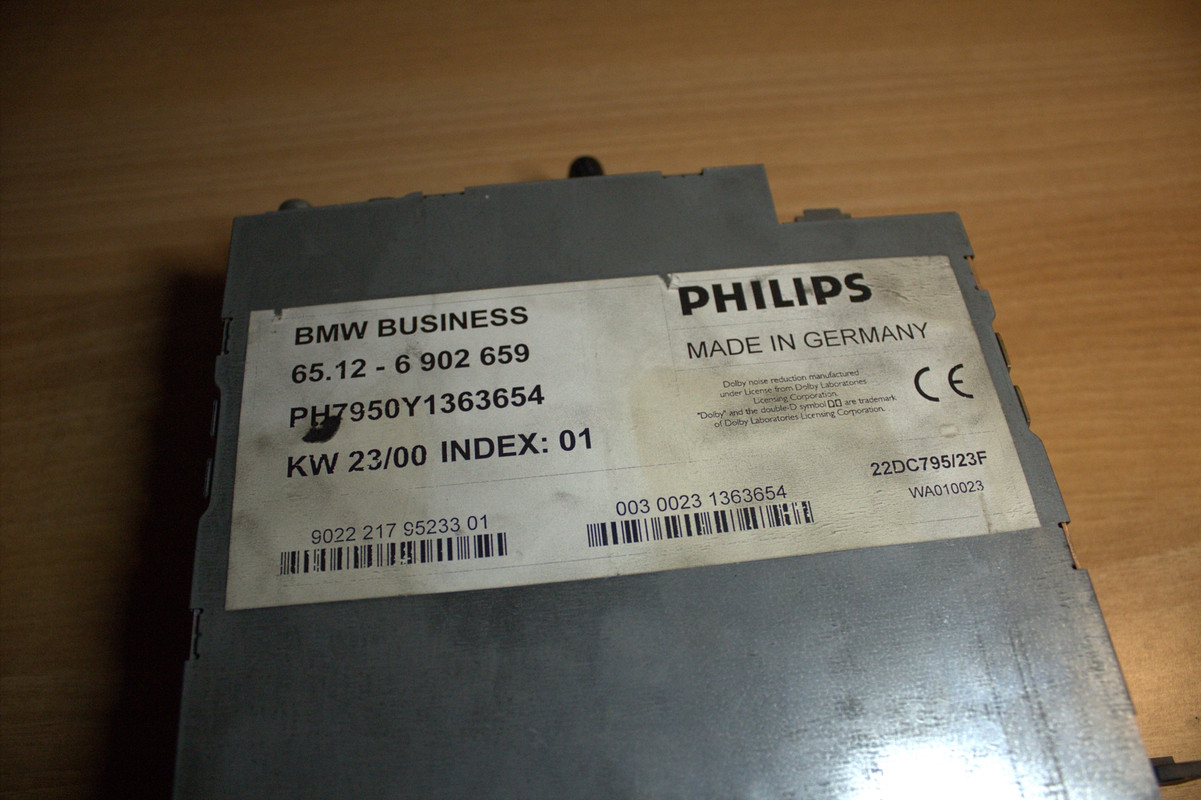 BMW BUSINESS
65.12 - 6 902 659
PH7950Y1363654
KW 23/00 INDEX: 01
9022 217 95233 01
003 0023 1363654
PHILIPS
MADE IN GERMANY
Dolby noise reduction manufactured
under License from Dolby Laboratories
Licensing Corporation.
"Dolby" and the double-D symbol are trademark
of Dolby Laboratories Licensing Corporation.
CE
22DC795/23F
WA010023